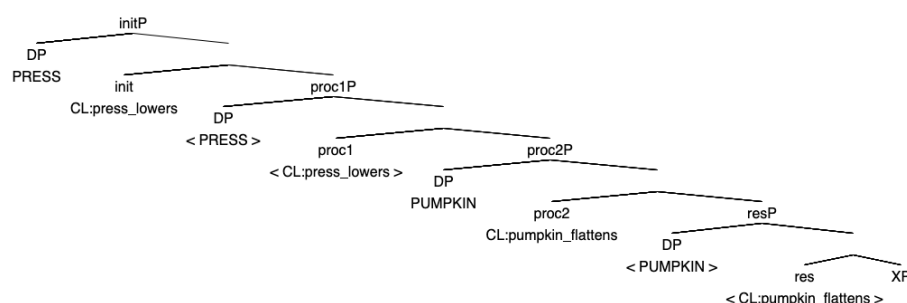 initP
DP
PRESS
init
CL:press_lowers
proc1P
DP
< PRESS >
proc1
< CL:press_lowers >
proc2P
DP
PUMPKIN
proc2
CL:pumpkin_flattens
resP
DP
< PUMPKIN >
res
XP
< CL:pumpkin_flattens >